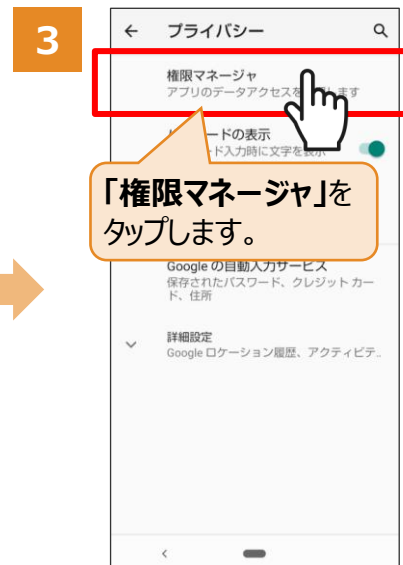 3
プライバシー
権限マネージャ
アプリのデータアクセスを
します
ードの表示
ド入力時に文字を表示
「権限マネージャ」を
タップします。
Google の自動入力サービス
保存されたパスワード、クレジット カー
ド、住所
詳細設定
Google ロケーション履歴、アクティビテ..